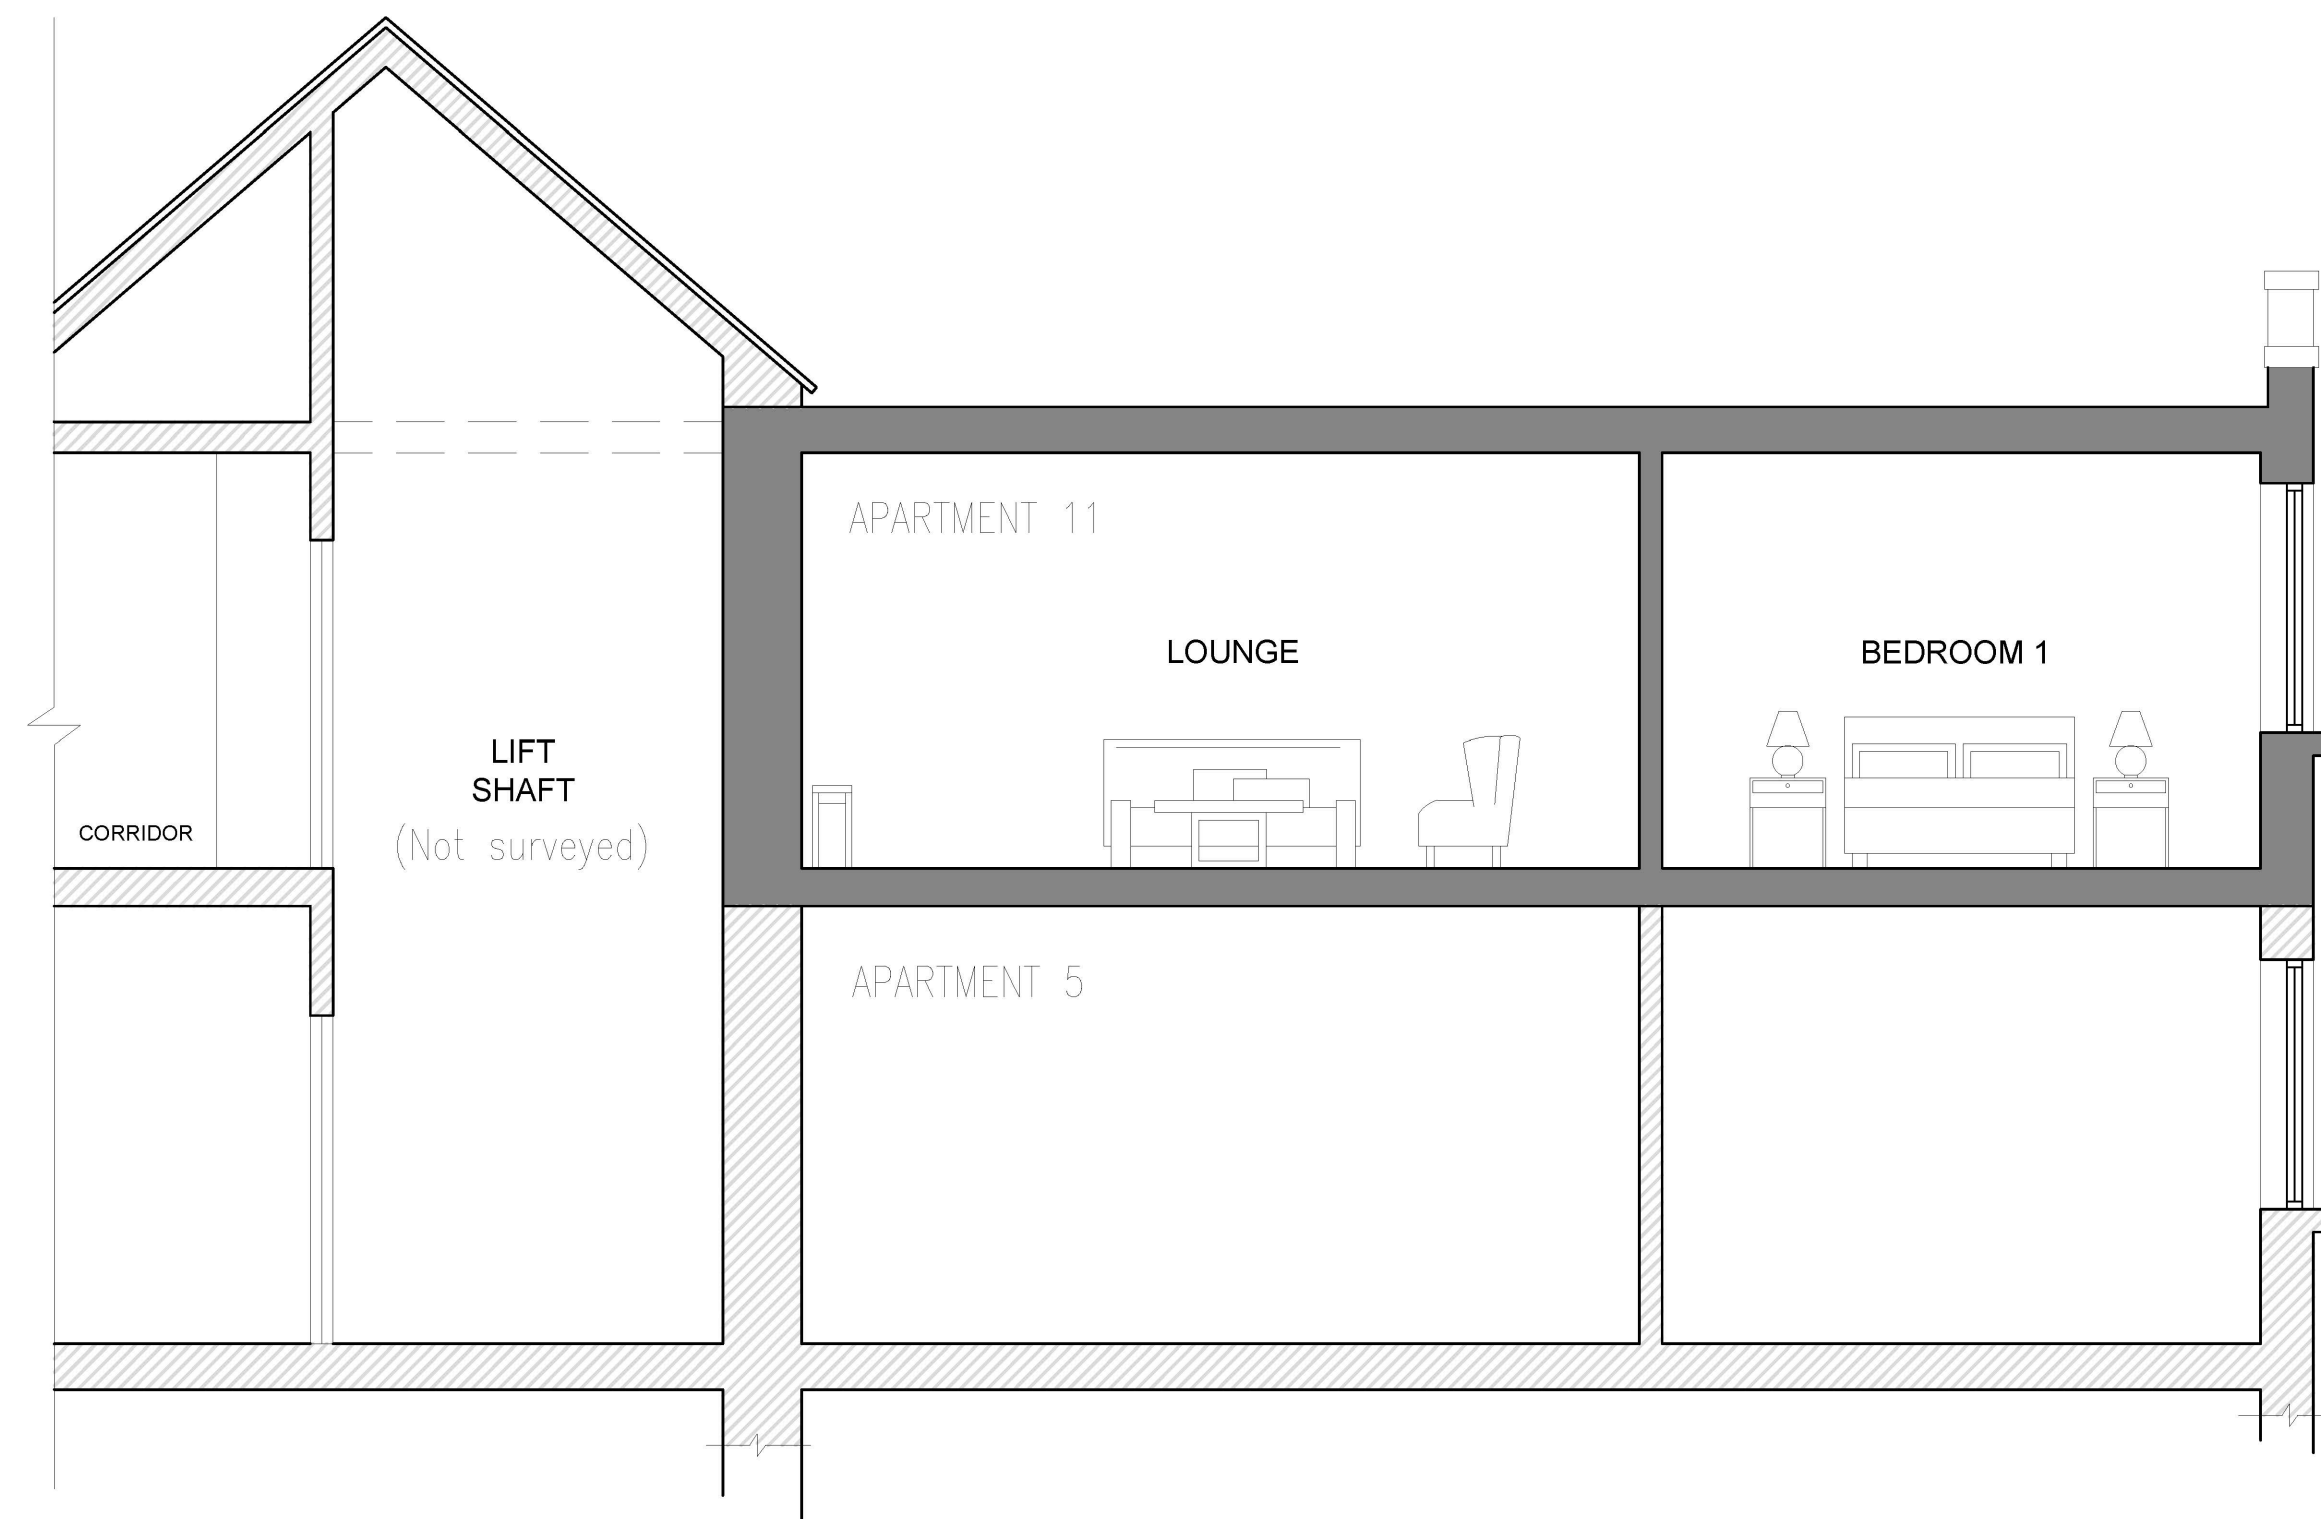 APARTMENT 11
LOUNGE
BEDROOM 1
LIFT
SHAFT
(Not surveyed)
CORRIDOR
APARTMENT 5